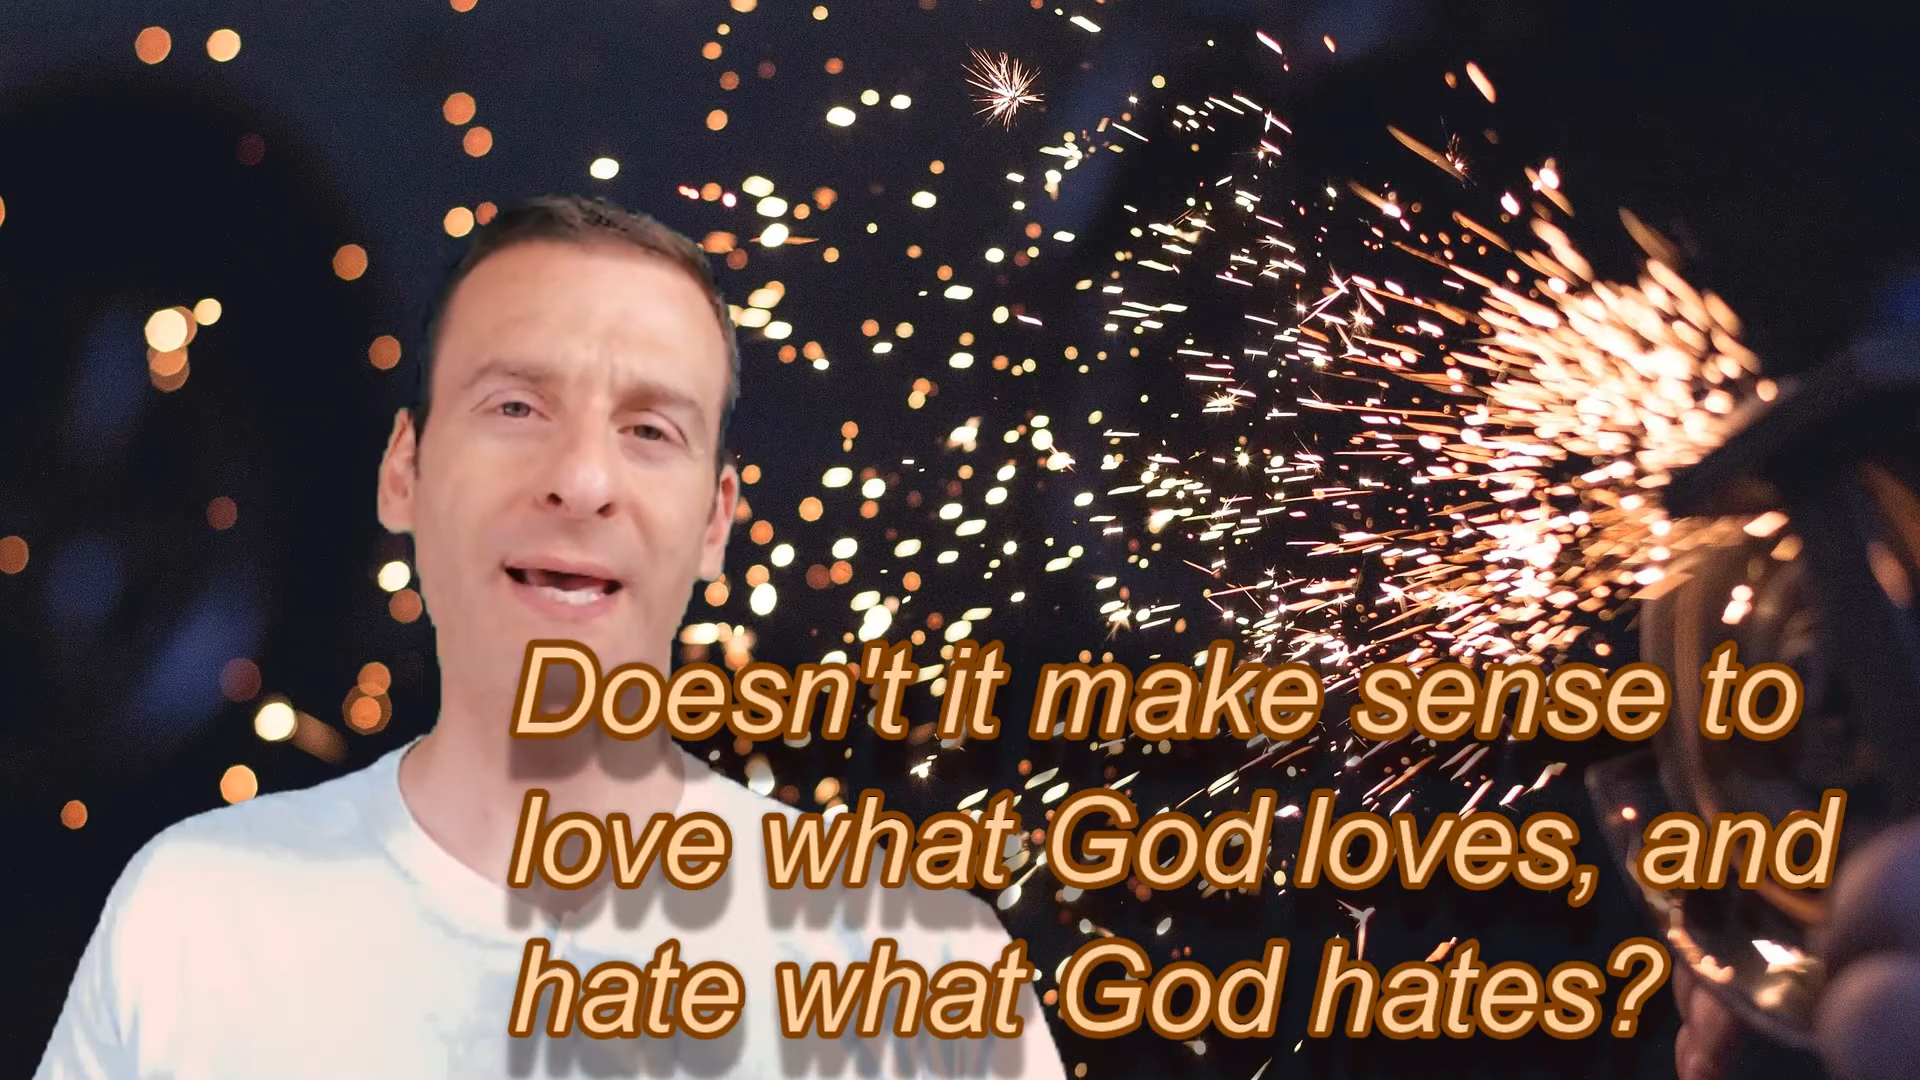 Doesn't it make sense to
love what God loves, and
hate what God hates?